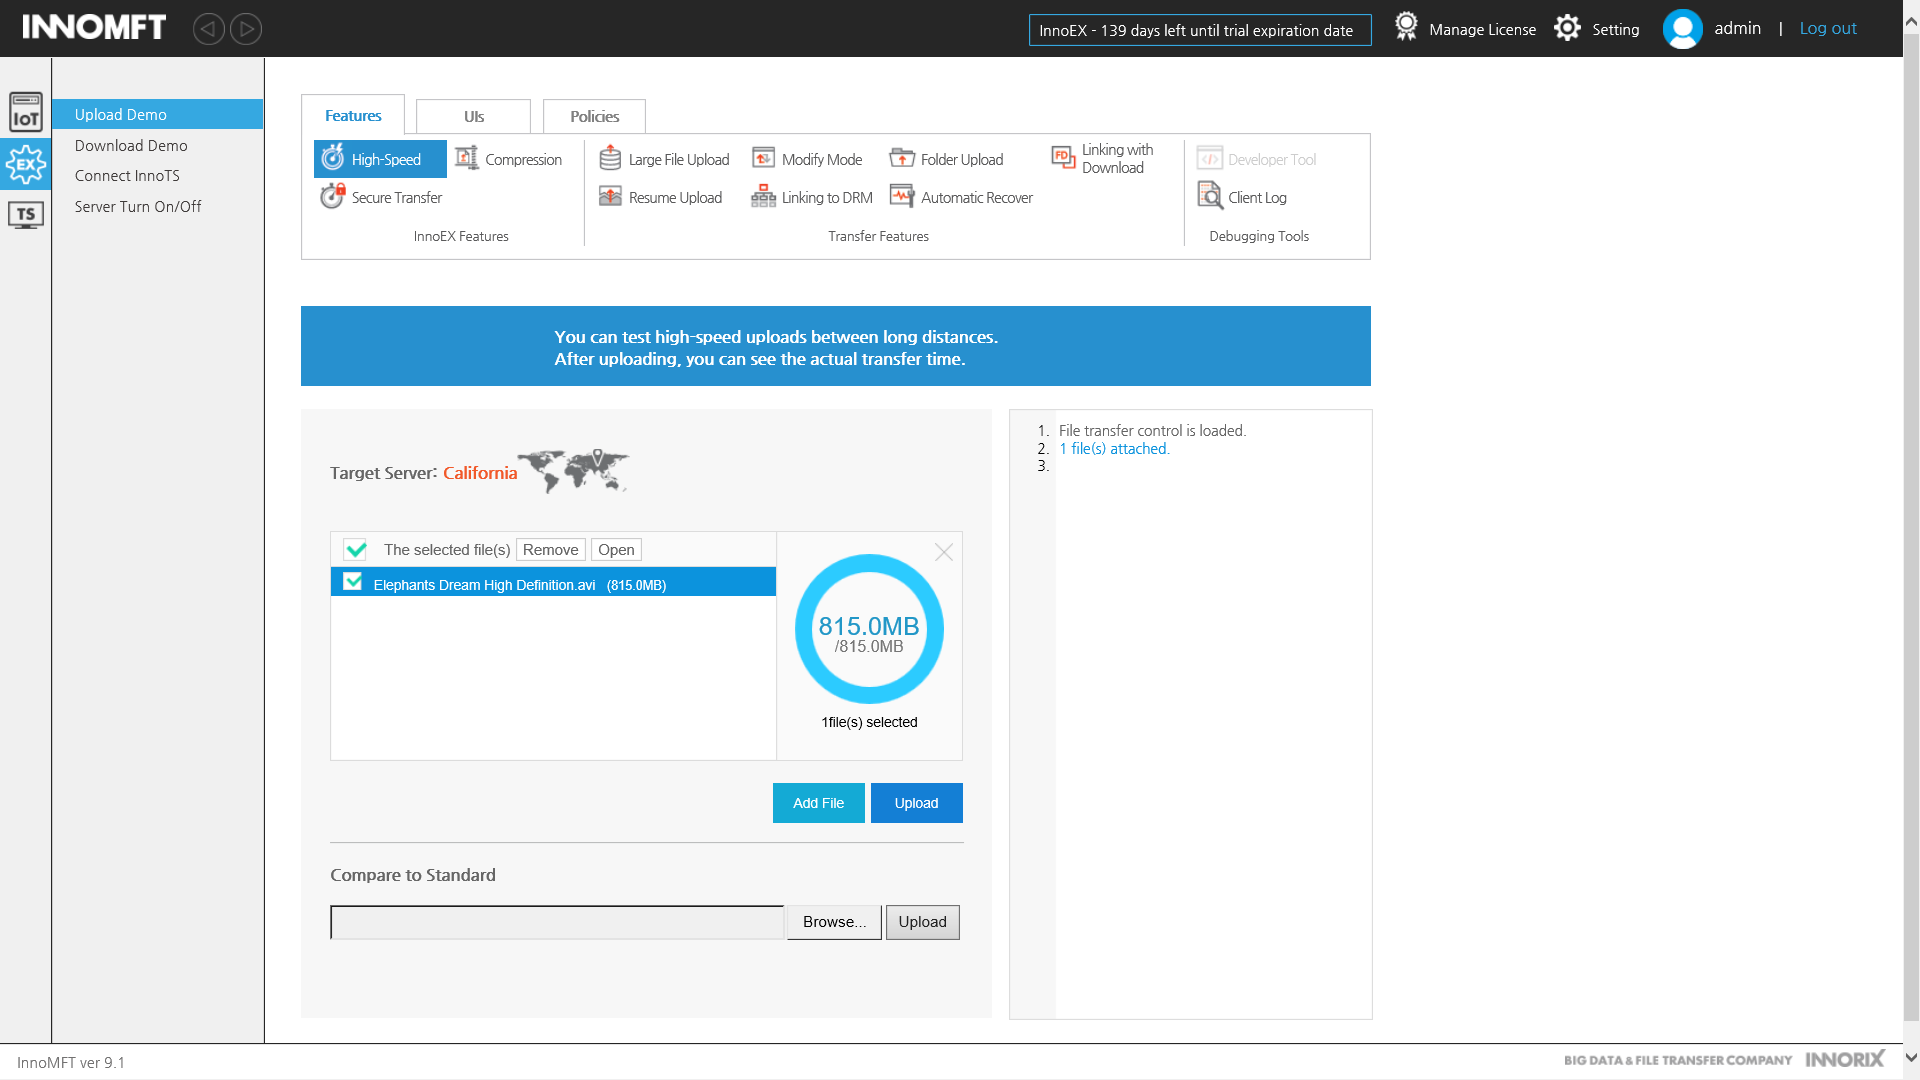 INNOMFT
InnoEX - 139 days left until trial expiration date
Manage License
Setting
admin | Log out
IoT
EX
TS
Upload Demo
Download Demo
Connect InnoTS
Server Turn On/Off
Features
UIs
Policies
High-Speed
Compression
Secure Transfer
InnoEX Features
Large File Upload
Modify Mode
Folder Upload
FD
Linking with
Download
Resume Upload
Linking to DRM
Automatic Recover
Transfer Features
Developer Tool
Client Log
Debugging Tools
You can test high-speed uploads between long distances.
After uploading, you can see the actual transfer time.
Target Server: California
The selected file(s) Remove Open
Elephants Dream High Definition.avi (815.0MB)
815.0MB
/815.0MB
1file(s) selected
Add File
Upload
Compare to Standard
Browse...
Upload
1. File transfer control is loaded.
2. 1 file(s) attached.
3.
InnoMFT ver 9.1
BIG DATA & FILE TRANSFER COMPANY INNORIX